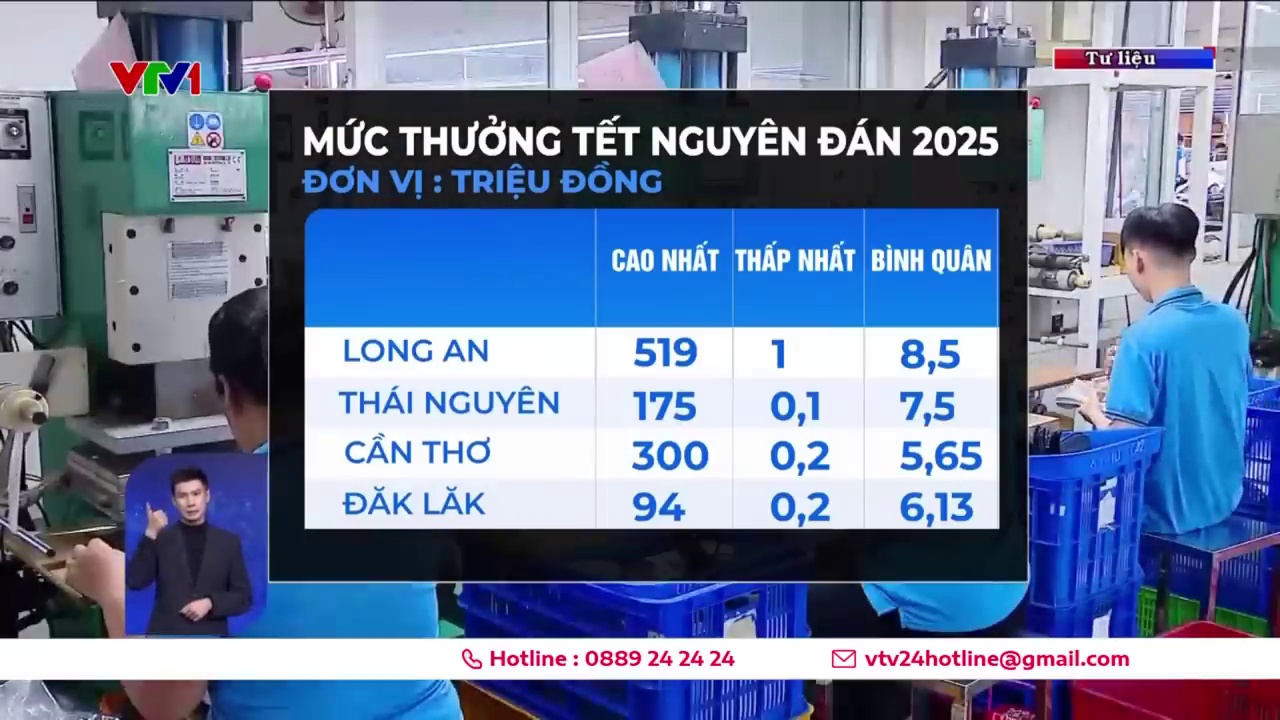 VTV1
Tư liệu
MỨC THƯỞNG TẾT NGUYÊN ĐÁN 2025
ĐƠN VỊ : TRIỆU ĐỒNG
CAO NHẤT THẤP NHẤT BÌNH QUÂN
LONG AN 519 1 8,5
THÁI NGUYÊN 175 0,1 7,5
CẦN THƠ 300 0,2 5,65
ĐĂK LĂK 94 0,2 6,13
Hotline : 0889 24 24 24 vtv24hotline@gmail.com